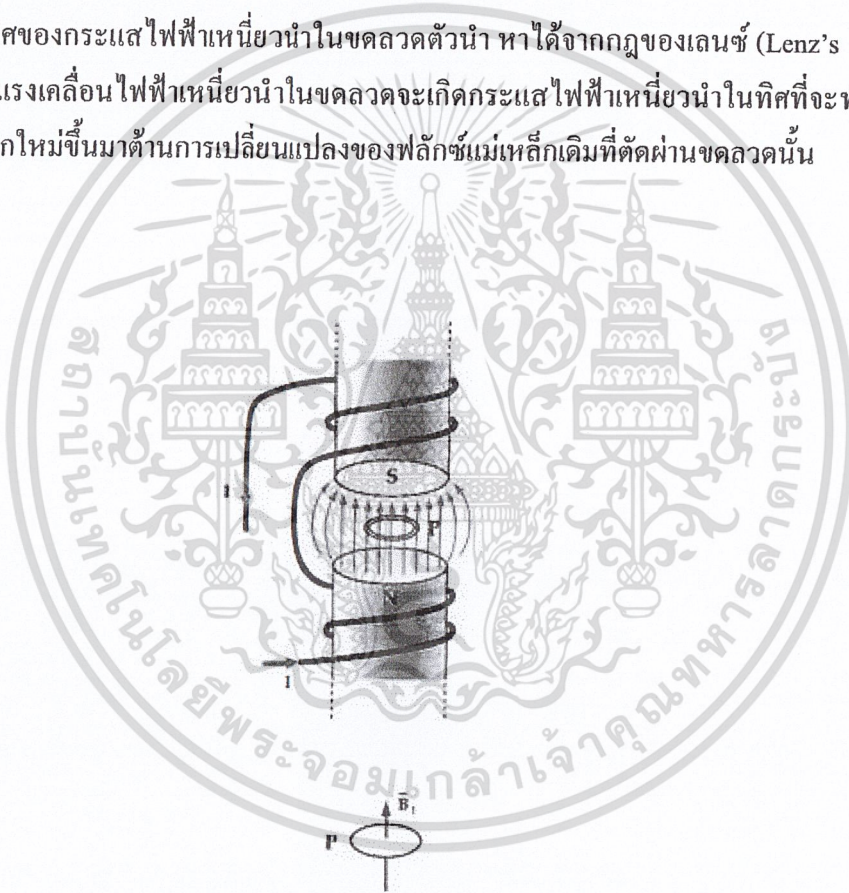 ศของกระแสไฟฟ้าเหนี่ยวนำในขดลวดตัวนำ หาได้จากกฎของเลนซ์ (Lenz's
แรงเคลื่อนไฟฟ้าเหนี่ยวนำในขดลวดจะเกิดกระแสไฟฟ้าเหนี่ยวนำในทิศที่จะ
กใหม่ขึ้นมาต้านการเปลี่ยนแปลงของฟลักซ์แม่เหล็กเดิมที่ตัดผ่านขดลวดนั้น
S
I
P
N
I
สถาบันเทคโนโลยีพระจอมเกล้าเจ้าคุณทหารลาดกระบัง
B₁
P